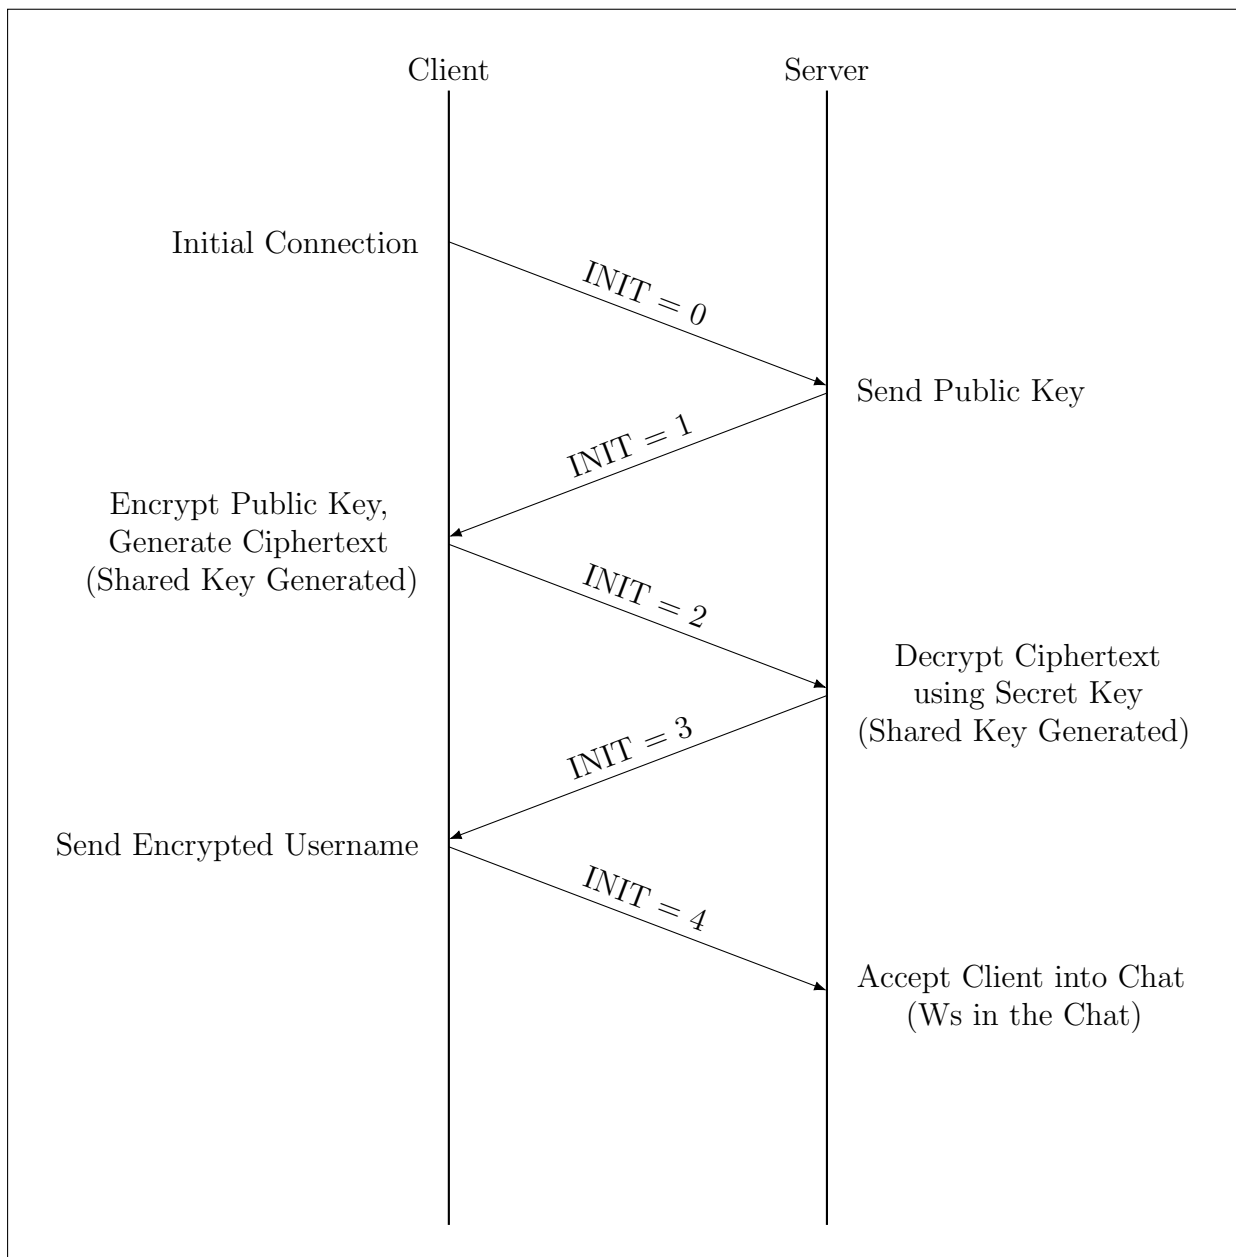 Client
Server
Initial Connection
INIT = 0
Send Public Key
INIT = 1
Encrypt Public Key,
Generate Ciphertext
(Shared Key Generated)
INIT = 2
Decrypt Ciphertext
using Secret Key
(Shared Key Generated)
INIT = 3
Send Encrypted Username
INIT = 4
Accept Client into Chat
(Ws in the Chat)